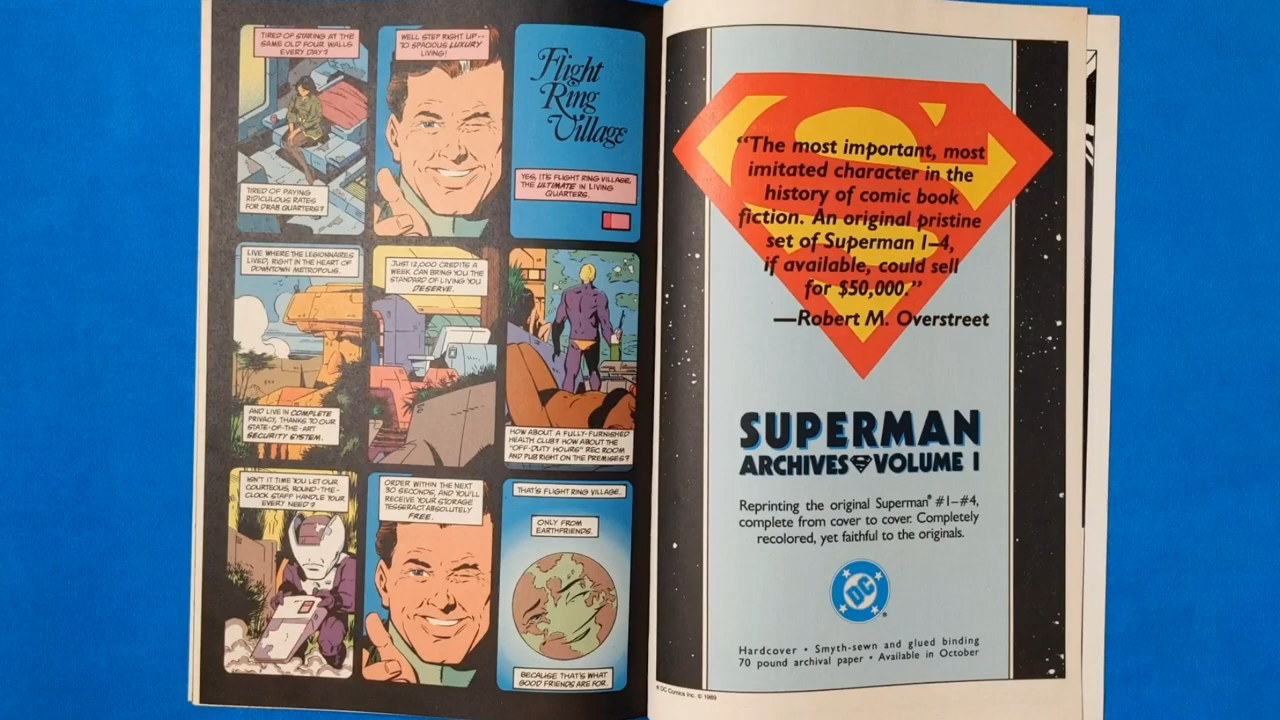 TIRED OF STARING AT THE
SAME OLD FOUR WALLS
EVERY DAY?
TIRED OF PAYING
RIDICULOUS RATES
FOR DRAB QUARTERS?
WELL STEP RIGHT UP--
TO SPACIOUS LUXURY
LIVING!
Flight
Ring
Village
YES, IT'S FLIGHT RING VILLAGE,
THE ULTIMATE IN LIVING
QUARTERS.
LIVE WHERE THE LEGIONNAIRES
LIVED, RIGHT IN THE HEART OF
DOWNTOWN METROPOLIS.
AND LIVE IN COMPLETE
PRIVACY, THANKS TO OUR
STATE-OF-THE-ART
SECURITY SYSTEM.
JUST 12,000 CREDITS A
WEEK CAN BRING YOU THE
STANDARD OF LIVING YOU
DESERVE.
HOW ABOUT A FULLY-FURNISHED
HEALTH CLUB? HOW ABOUT THE
"OFF-DUTY HOURS" REC ROOM
AND PUB RIGHT ON THE PREMISES?
ISN'T IT TIME YOU LET OUR
COURTEOUS, ROUND-THE-
CLOCK STAFF HANDLE YOUR
EVERY NEED?
ORDER WITHIN THE NEXT
30 SECONDS, AND YOU'LL
RECEIVE YOUR STORAGE
TESSERACT ABSOLUTELY
FREE.
THAT'S FLIGHT RING VILLAGE.
ONLY FROM
EARTHFRIENDS.
BECAUSE THAT'S WHAT
GOOD FRIENDS ARE FOR.
S
"The most important, most
imitated character in the
history of comic book
fiction. An original pristine
set of Superman 1–4,
if available, could sell
for $50,000."
—Robert M. Overstreet
SUPERMAN
ARCHIVES S VOLUME 1
Reprinting the original Superman® #1–#4,
complete from cover to cover. Completely
recolored, yet faithful to the originals.
DC ®
Hardcover • Smyth-sewn and glued binding
70 pound archival paper • Available in October
® DC Comics Inc. © 1989